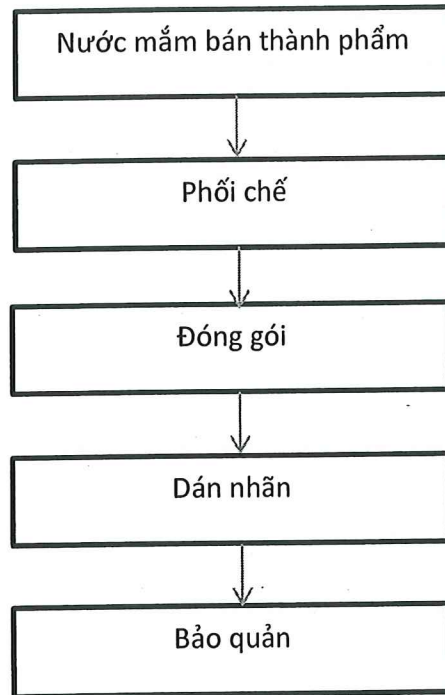 Nước mắm bán thành phẩm
Phối chế
Đóng gói
Dán nhãn
Bảo quản